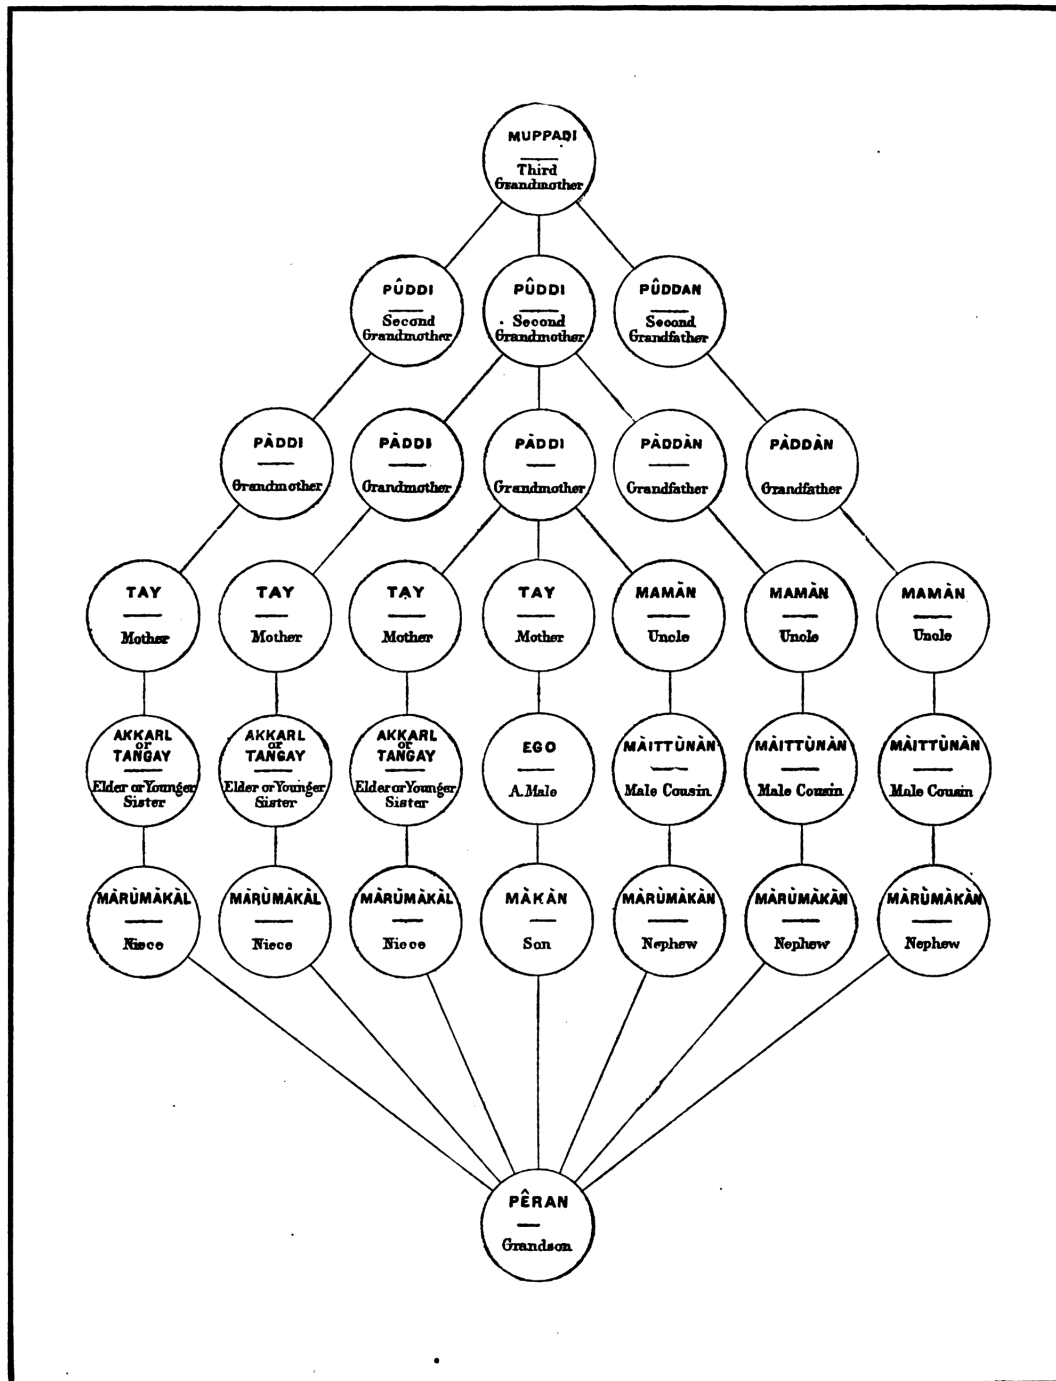 MUPPADI
Third
Grandmother
PÛDDI
Second
Grandmother
PÛDDI
Second
Grandmother
PÛDDAN
Second
Grandfather
PÀDDI
Grandmother
PÀDDI
Grandmother
PÀDDI
Grandmother
PÀDDÀN
Grandfather
PÀDDÀN
Grandfather
TAY
Mother
TAY
Mother
TAY
Mother
TAY
Mother
MAMÀN
Uncle
MAMÀN
Uncle
MAMÀN
Uncle
AKKARL
or
TANGAY
Elder or Younger
Sister
AKKARL
or
TANGAY
Elder or Younger
Sister
AKKARL
or
TANGAY
Elder or Younger
Sister
EGO
A Male
MÀITTÙNÀN
Male Cousin
MÀITTÙNÀN
Male Cousin
MÀITTÙNÀN
Male Cousin
MÀRÙMÀKÀL
Niece
MÀRÙMÀKÀL
Niece
MÀRÙMÀKÀL
Niece
MÀKÀN
Son
MÀRÙMÀKÀN
Nephew
MÀRÙMÀKÀN
Nephew
MÀRÙMÀKÀN
Nephew
PÊRAN
Grandson